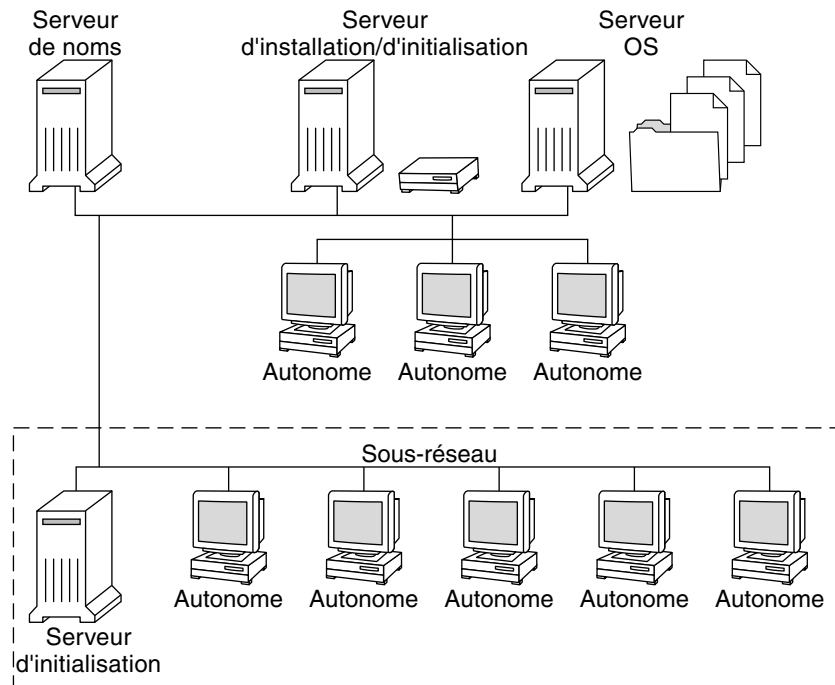 Serveur
de noms
Serveur
d'installation/d'initialisation
Serveur
OS
Autonome
Autonome
Autonome
Sous-réseau
Autonome
Autonome
Autonome
Autonome
Autonome
Serveur
d'initialisation